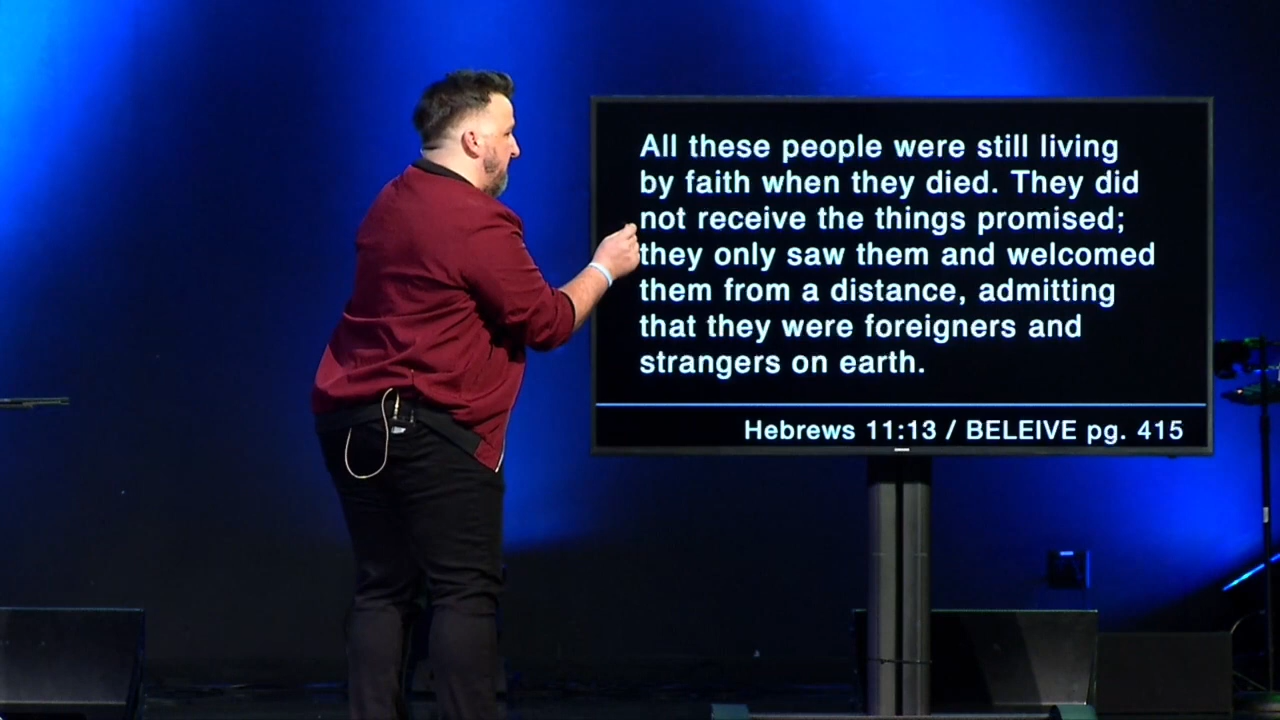 All these people were still living
by faith when they died. They did
not receive the things promised;
they only saw them and welcomed
them from a distance, admitting
that they were foreigners and
strangers on earth.
Hebrews 11:13 / BELEIVE pg. 415